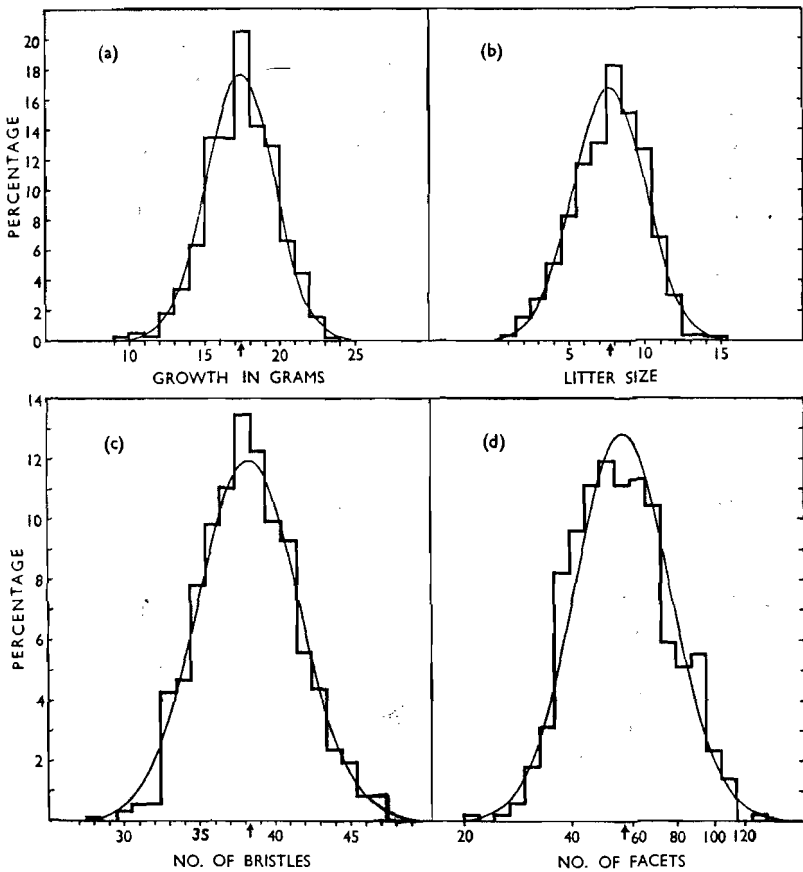 (a)
(b)
PERCENTAGE
20
18
16
14
12
10
8
6
4
2
0
10 15 20 25
5 10 15
GROWTH IN GRAMS
LITTER SIZE
(c)
(d)
PERCENTAGE
14
12
10
8
6
4
2
30 35 40 45
20 40 60 80 100 120
NO. OF BRISTLES
NO. OF FACETS